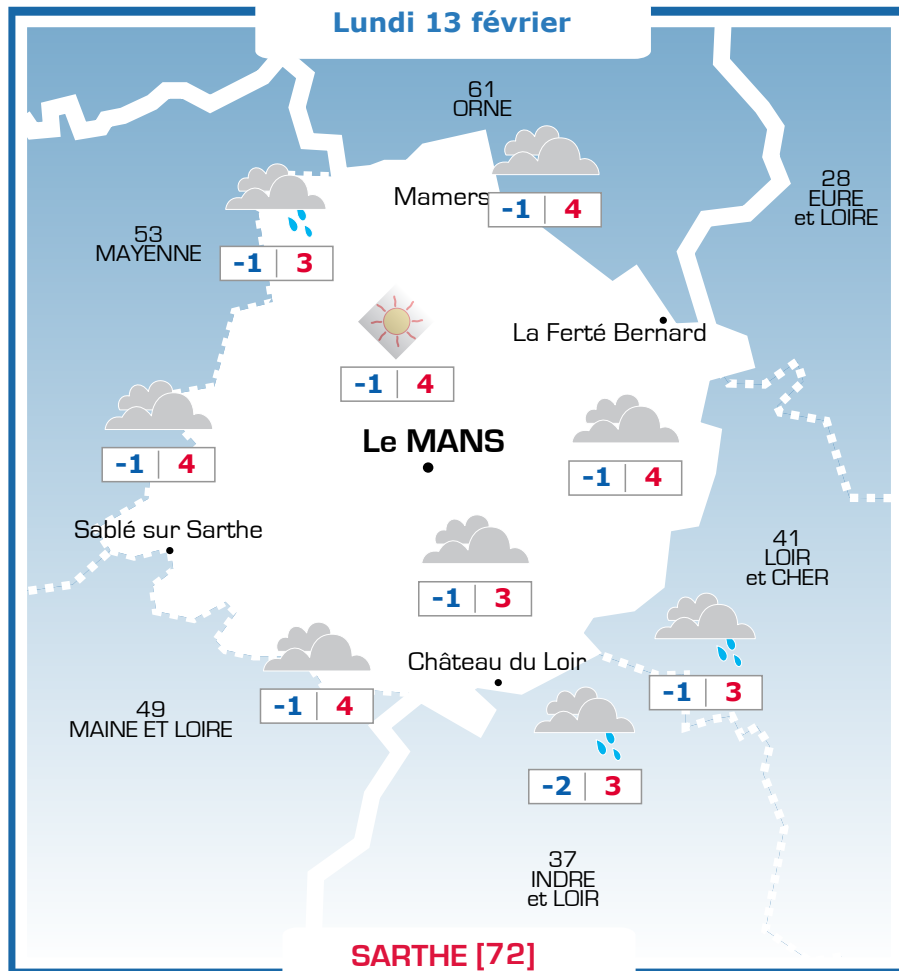 Lundi 13 février
61
ORNE
28
EURE
et LOIRE
Mamers
-1 4
53
MAYENNE
-1 3
La Ferté Bernard
-1 4
Le MANS
-1 4
-1 4
Sablé sur Sarthe
41
LOIR
et CHER
-1 3
Château du Loir
-1 3
-1 4
49
MAINE ET LOIRE
-2 3
37
INDRE
et LOIR
SARTHE [72]